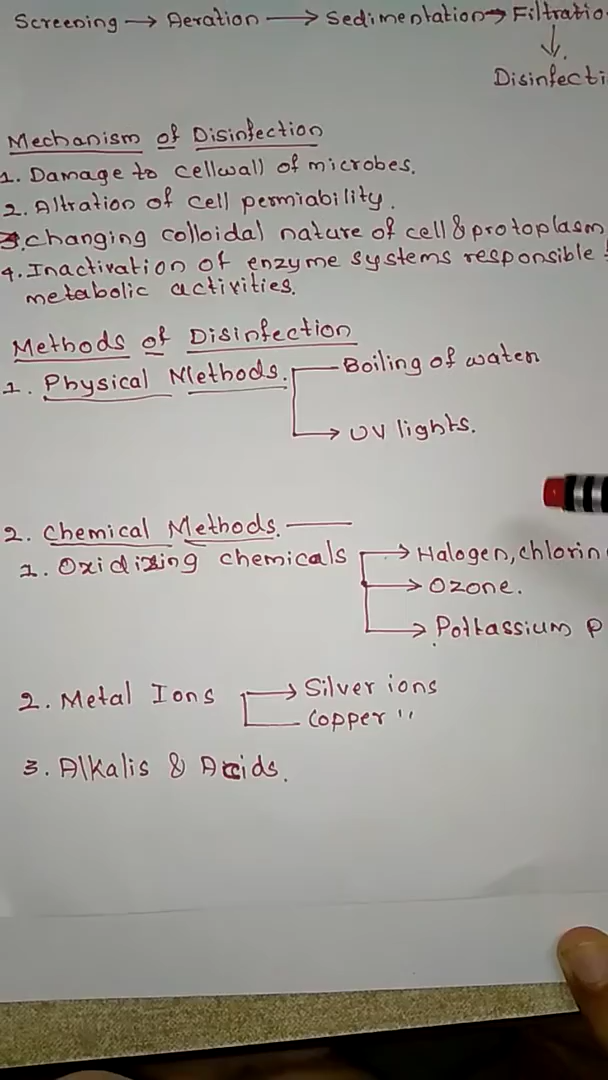 Screening → Aeration → Sedimentation → Filtratio
Disinfecti
Mechanism of Disinfection
1. Damage to cellwall of microbes.
2. Altration of cell permiability.
3. changing colloidal nature of cell & protoplasm
4. Inactivation of enzyme systems responsible
metabolic activities.
Methods of Disinfection
1. Physical Methods. Boiling of water
→ UV lights.
2. Chemical Methods.
1. Oxidizing chemicals → Halogen, chlorin
→ Ozone.
→ Pottassium P
2. Metal Ions → Silver ions
Copper "
3. Alkalis & Acids.